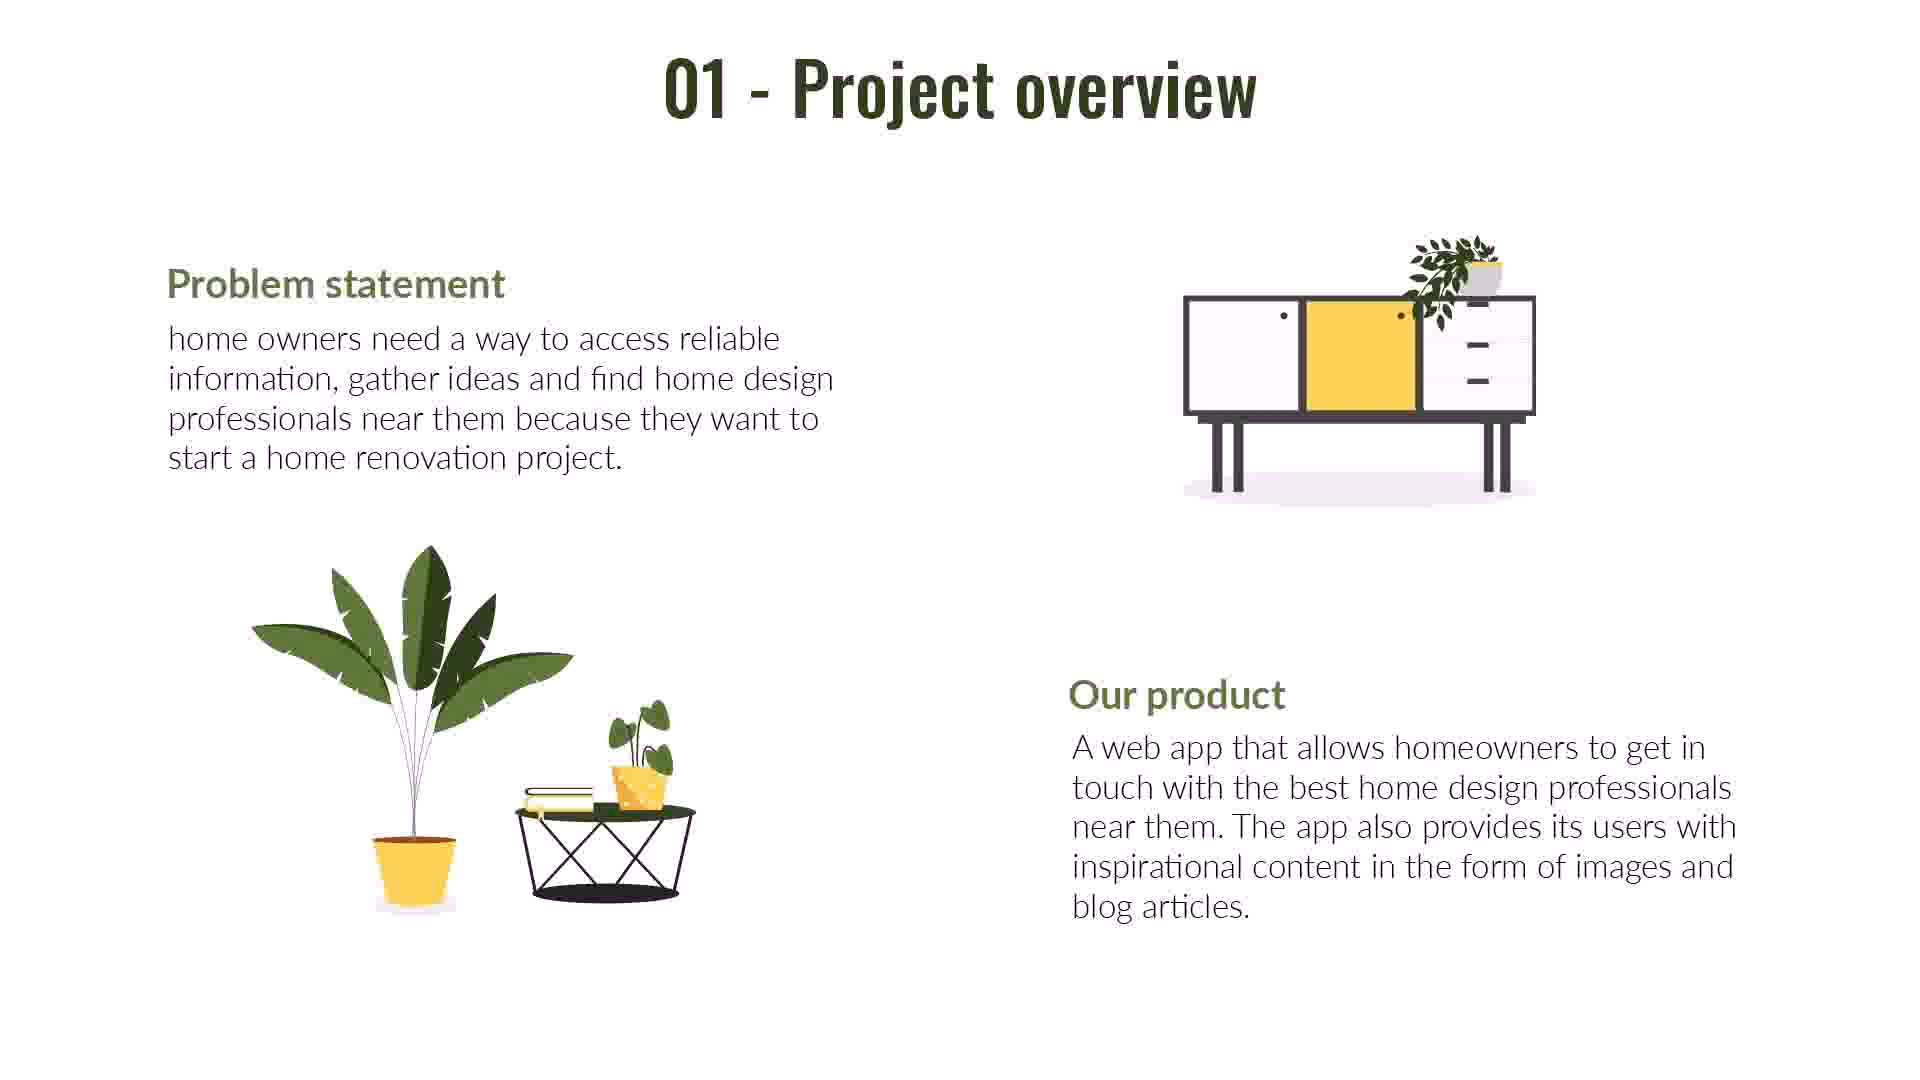 01 - Project overview
Problem statement
home owners need a way to access reliable
information, gather ideas and find home design
professionals near them because they want to
start a home renovation project.
Our product
A web app that allows homeowners to get in
touch with the best home design professionals
near them. The app also provides its users with
inspirational content in the form of images and
blog articles.